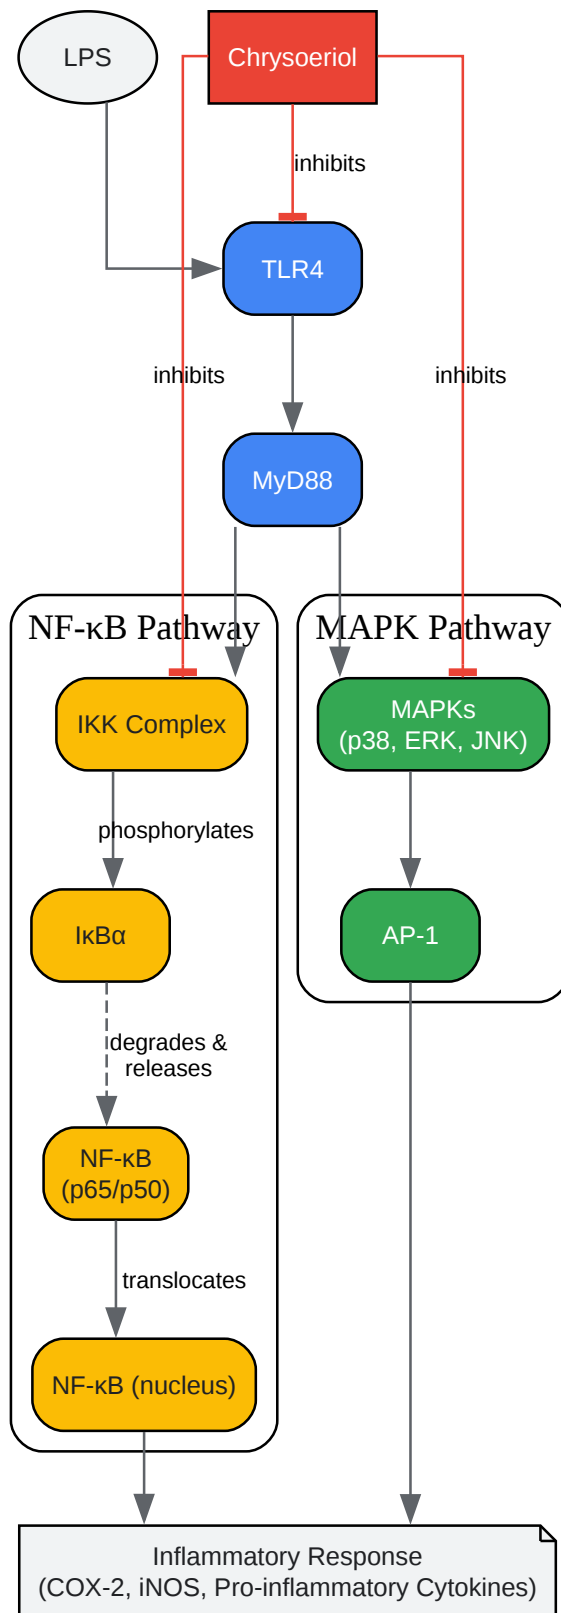 LPS
Chrysoeriol
inhibits
TLR4
inhibits
inhibits
MyD88
NF-κB Pathway
MAPK Pathway
IKK Complex
MAPKs
(p38, ERK, JNK)
phosphorylates
IκBα
AP-1
degrades &
releases
NF-κB
(p65/p50)
translocates
NF-κB (nucleus)
Inflammatory Response
(COX-2, iNOS, Pro-inflammatory Cytokines)